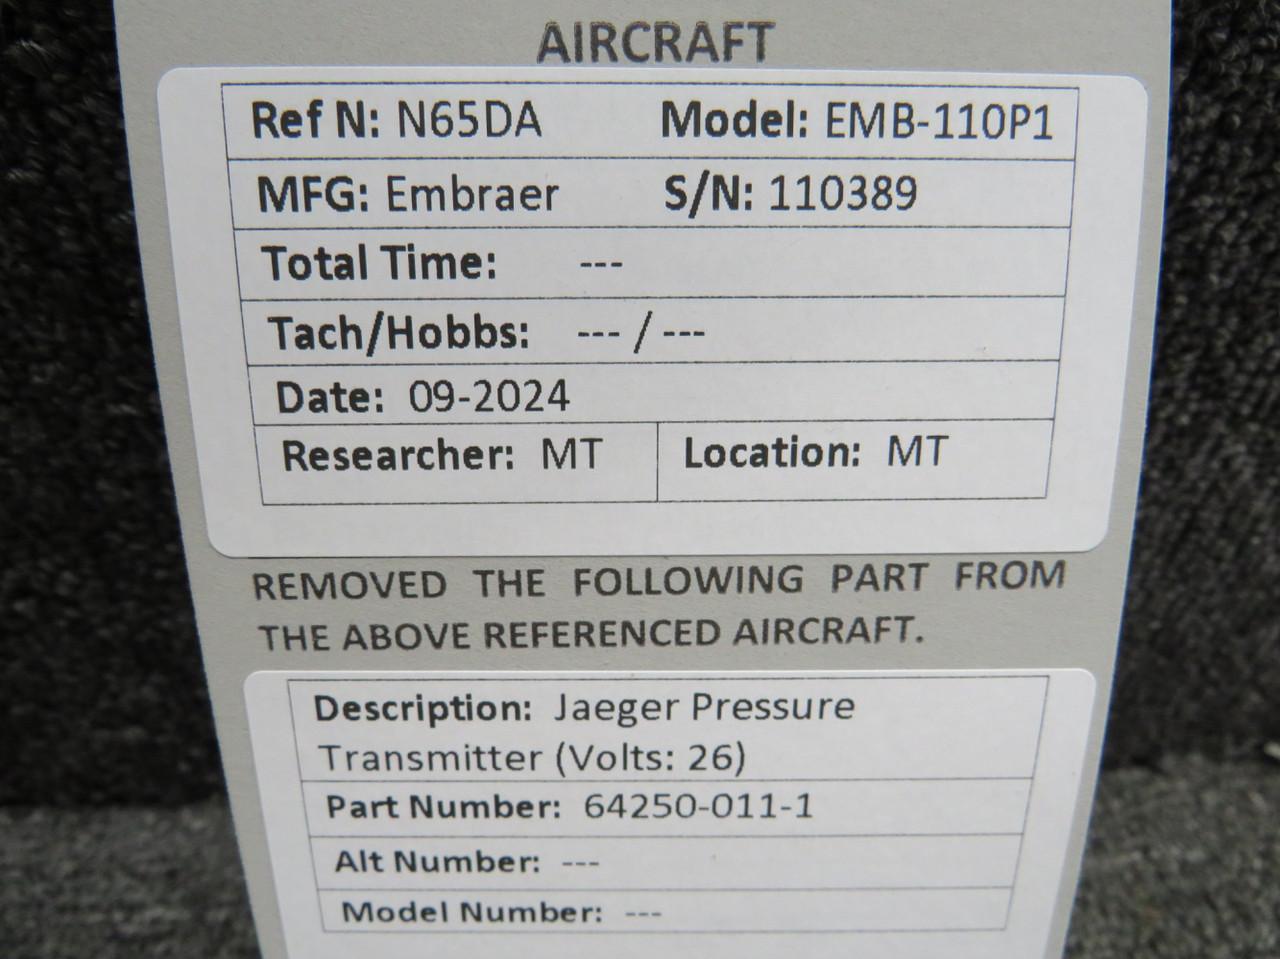 AIRCRAFT
Ref N: N65DA Model: EMB-110P1
MFG: Embraer S/N: 110389
Total Time: ---
Tach/Hobbs: --- / ---
Date: 09-2024
Researcher: MT Location: MT
REMOVED THE FOLLOWING PART FROM
THE ABOVE REFERENCED AIRCRAFT.
Description: Jaeger Pressure
Transmitter (Volts: 26)
Part Number: 64250-011-1
Alt Number: ---
Model Number: ---